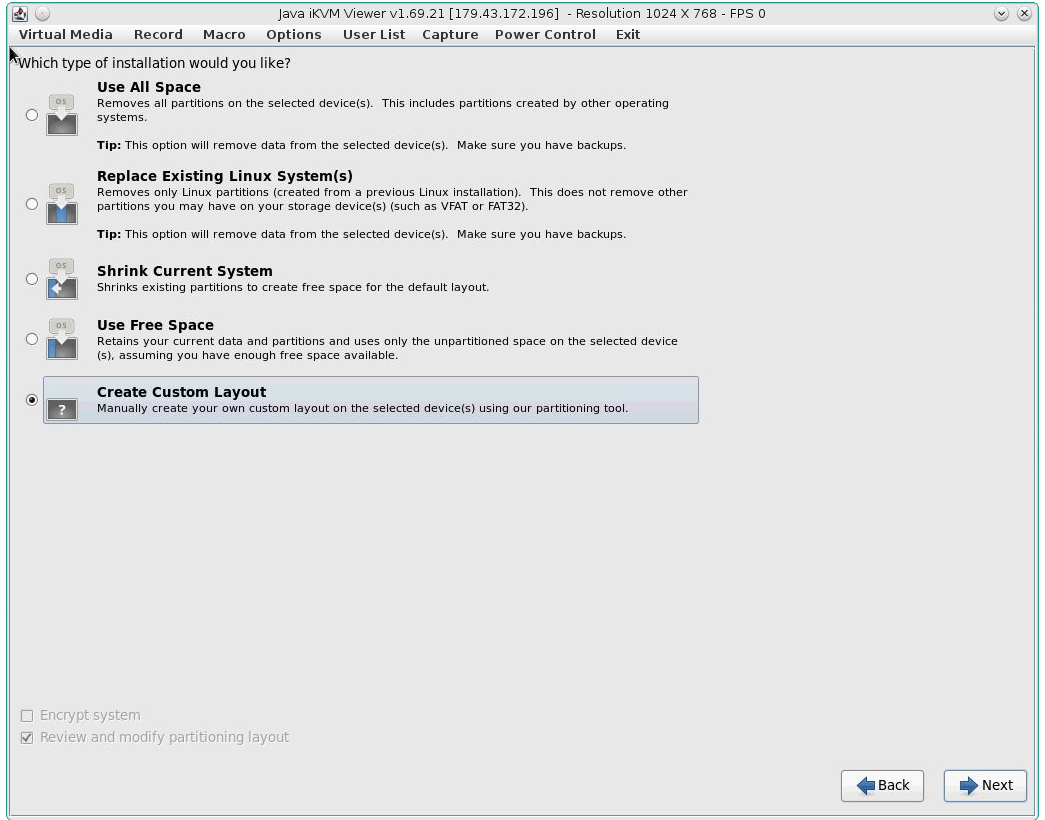 Java iKVM Viewer v1.69.21 [179.43.172.196]  - Resolution 1024 X 768 - FPS 0
Virtual Media Record Macro Options User List Capture Power Control Exit
Which type of installation would you like?
Use All Space
OS
Removes all partitions on the selected device(s).  This includes partitions created by other operating
systems.
Tip: This option will remove data from the selected device(s).  Make sure you have backups.
Replace Existing Linux System(s)
OS
Removes only Linux partitions (created from a previous Linux installation).  This does not remove other
partitions you may have on your storage device(s) (such as VFAT or FAT32).
Tip: This option will remove data from the selected device(s).  Make sure you have backups.
OS
Shrink Current System
Shrinks existing partitions to create free space for the default layout.
OS
Use Free Space
Retains your current data and partitions and uses only the unpartitioned space on the selected device
(s), assuming you have enough free space available.
Create Custom Layout
? Manually create your own custom layout on the selected device(s) using our partitioning tool.
Encrypt system
Review and modify partitioning layout
Back Next